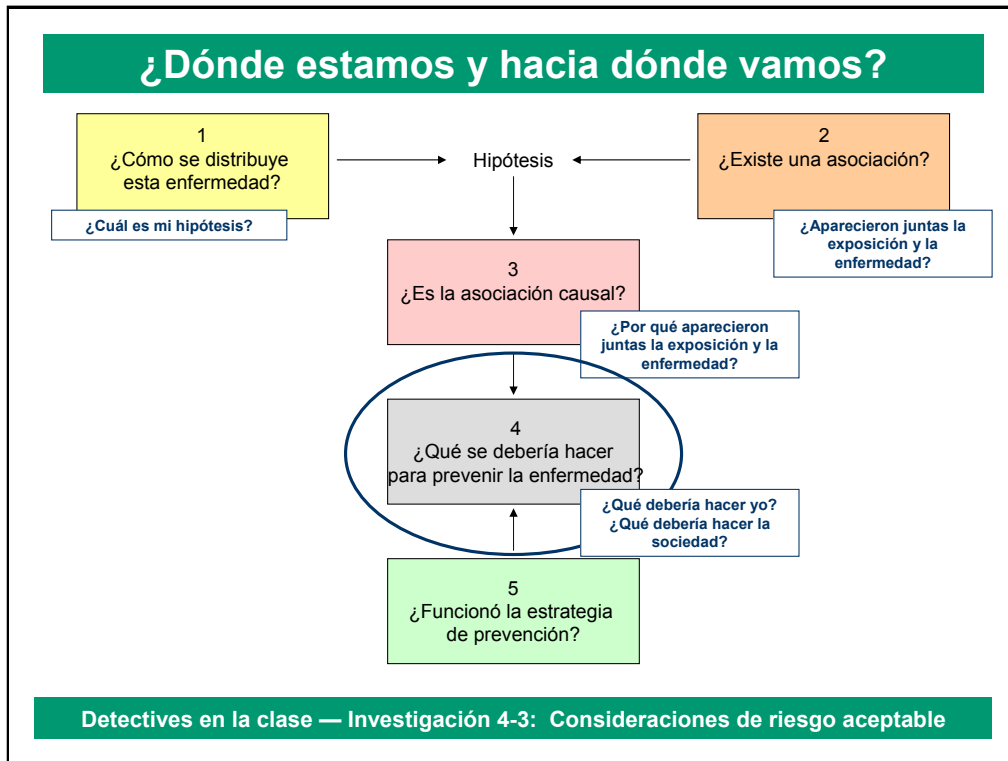 ¿Dónde estamos y hacia dónde vamos?
1
¿Cómo se distribuye
esta enfermedad?
¿Cuál es mi hipótesis?
Hipótesis
2
¿Existe una asociación?
¿Aparecieron juntas la
exposición y la
enfermedad?
3
¿Es la asociación causal?
¿Por qué aparecieron
juntas la exposición y la
enfermedad?
4
¿Qué se debería hacer
para prevenir la enfermedad?
¿Qué debería hacer yo?
¿Qué debería hacer la
sociedad?
5
¿Funcionó la estrategia
de prevención?
Detectives en la clase — Investigación 4-3: Consideraciones de riesgo aceptable